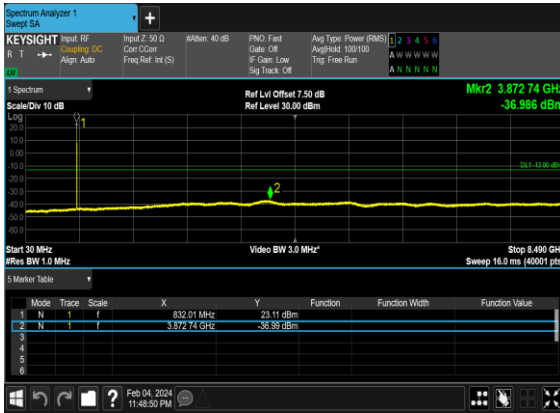 Spectrum Analyzer 1
Swept SA
+
KEYSIGHT Input: RF Input Z: 50 Ω #Atten: 40 dB PNO: Fast Avg Type: Power (RMS) 1 2 3 4 5 6
R T Coupling: DC Corr CCorr Gate: Off Avg|Hold: 100/100 A W W W W W
Align: Auto Freq Ref: Int (S) IF Gain: Low Trig: Free Run
Sig Track: Off A N N N N N
1 Spectrum Ref Lvl Offset 7.50 dB Mkr2 3.872 74 GHz
Scale/Div 10 dB Ref Level 30.00 dBm -36.986 dBm
Log
20.0
10.0
0.00
-10.0
DL1 -13.00 dBm
-20.0
-30.0
-40.0
-50.0
-60.0
1
2
Start 30 MHz Video BW 3.0 MHz* Stop 8.490 GHz
#Res BW 1.0 MHz Sweep 16.0 ms (40001 pts)
5 Marker Table
Mode Trace Scale X Y Function Function Width Function Value
1 N 1 f 832.01 MHz 23.11 dBm
2 N 1 f 3.872 74 GHz -36.99 dBm
3
4
5
6
? Feb 04, 2024
11:48:50 PM